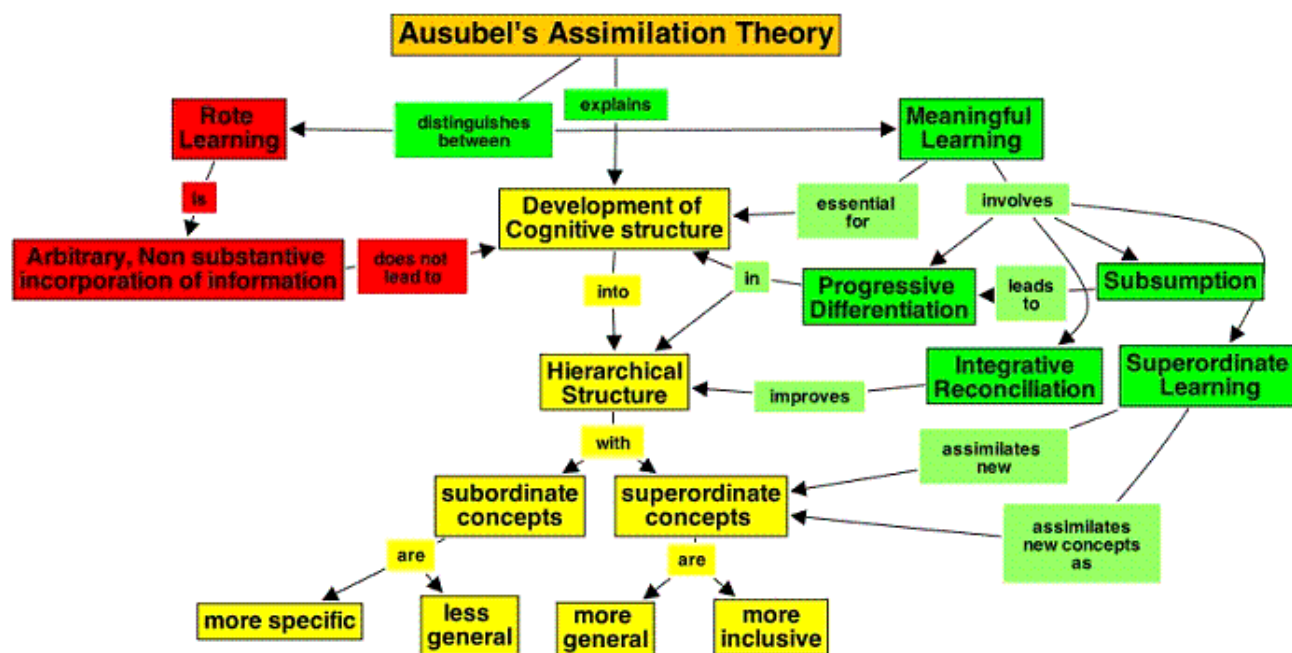 Ausubel's Assimilation Theory
explains
Rote
Learning
distinguishes
between
Meaningful
Learning
is
essential
for
involves
Development of
Cognitive structure
Arbitrary, Non substantive
incorporation of information
does not
lead to
into
in
Progressive
Differentiation
leads
to
Subsumption
Hierarchical
Structure
improves
Integrative
Reconciliation
Superordinate
Learning
with
assimilates
new
subordinate
concepts
superordinate
concepts
assimilates
new concepts
as
are
are
more specific
less
general
more
general
more
inclusive